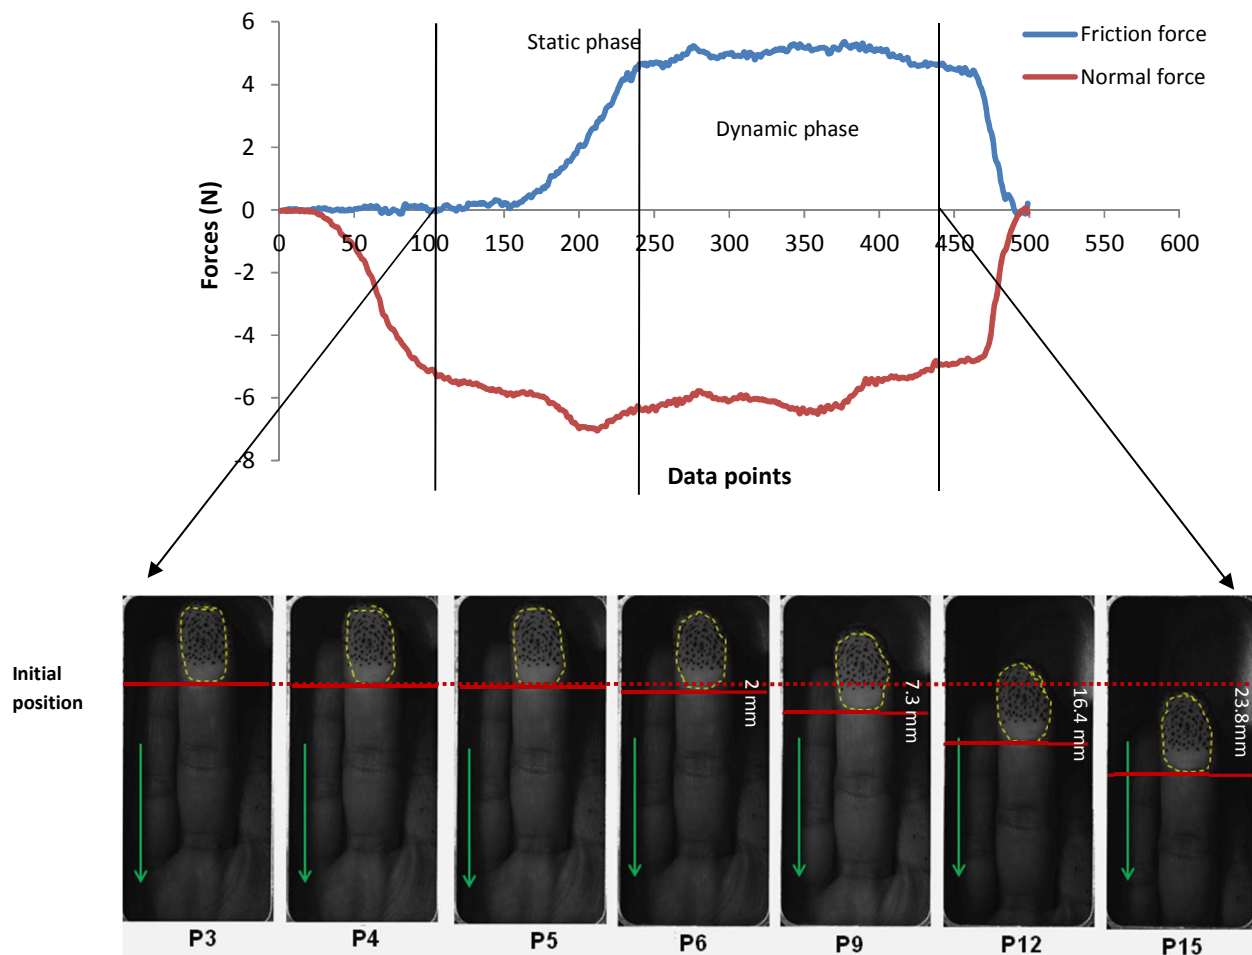 6
4
2
0
-2
-4
-6
-8
Forces (N)
Static phase
Dynamic phase
Friction force
Normal force
0 50 100 150 200 250 300 350 400 450 500 550 600
Data points
Initial
position
2 mm
7.3 mm
16.4 mm
23.8mm
P3 P4 P5 P6 P9 P12 P15